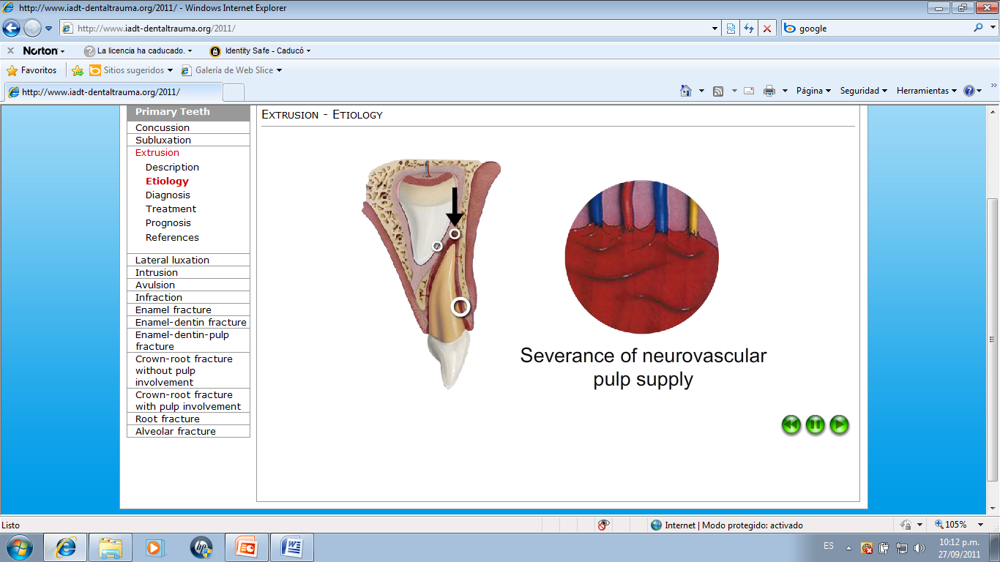 http://www.iadt-dentaltrauma.org/2011/ - Windows Internet Explorer
http://www.iadt-dentaltrauma.org/2011/
google
X Norton La licencia ha caducado. Identity Safe - Caducó
Favoritos Sitios sugeridos Galería de Web Slice
http://www.iadt-dentaltrauma.org/2011/ Página Seguridad Herramientas
Primary Teeth
Concussion
Subluxation
Extrusion
Description
Etiology
Diagnosis
Treatment
Prognosis
References
Lateral luxation
Intrusion
Avulsion
Infraction
Enamel fracture
Enamel-dentin fracture
Enamel-dentin-pulp
fracture
Crown-root fracture
without pulp
involvement
Crown-root fracture
with pulp involvement
Root fracture
Alveolar fracture
Extrusion - Etiology
Severance of neurovascular
pulp supply
Listo Internet | Modo protegido: activado 105%
ES 10:12 p.m.
27/09/2011